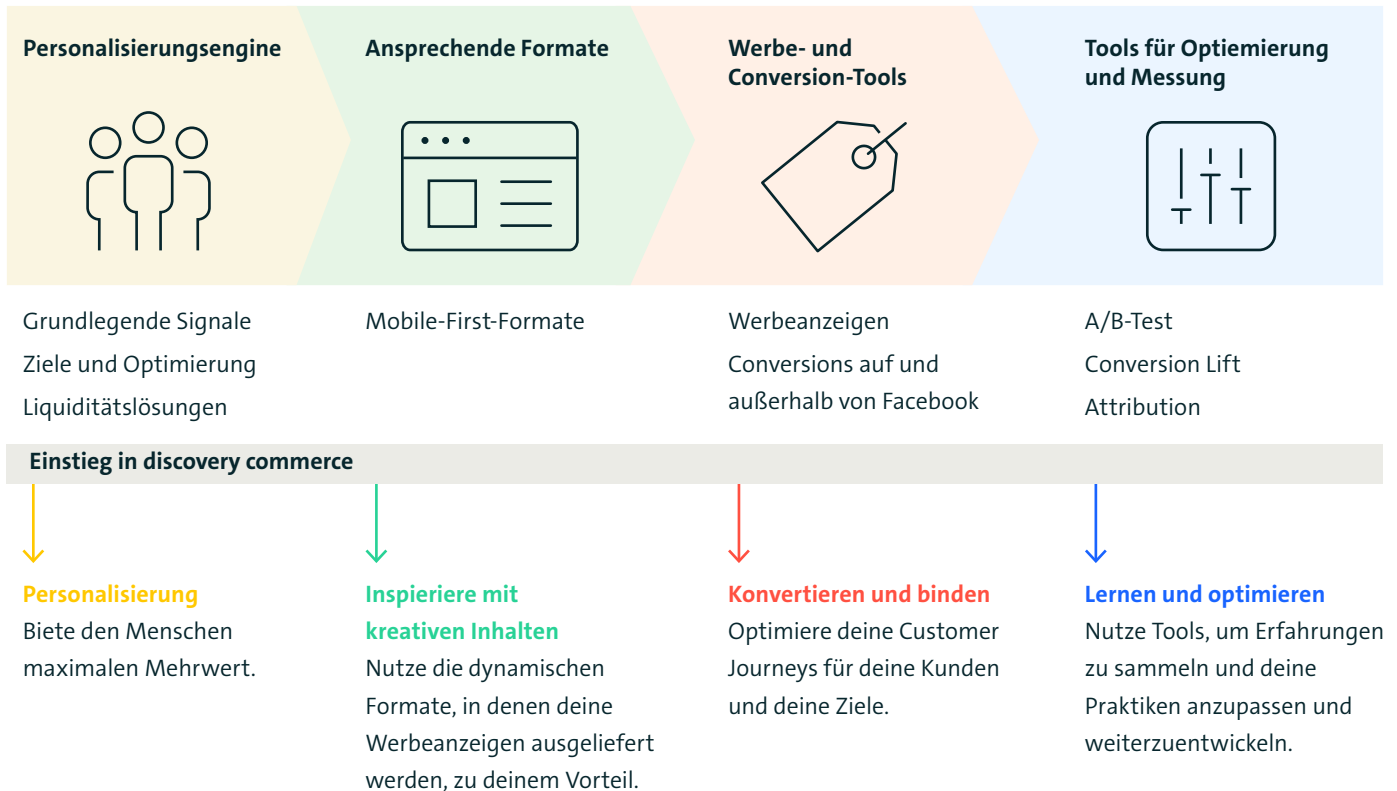 Personalisierungsengine
Ansprechende Formate
Werbe- und
Conversion-Tools
Tools für Optiemierung
und Messung
Grundlegende Signale
Ziele und Optimierung
Liquiditätslösungen
Mobile-First-Formate
Werbeanzeigen
Conversions auf und
außerhalb von Facebook
A/B-Test
Conversion Lift
Attribution
Einstieg in discovery commerce
Personalisierung
Biete den Menschen
maximalen Mehrwert.
Inspieriere mit
kreativen Inhalten
Nutze die dynamischen
Formate, in denen deine
Werbeanzeigen ausgeliefert
werden, zu deinem Vorteil.
Konvertieren und binden
Optimiere deine Customer
Journeys für deine Kunden
und deine Ziele.
Lernen und optimieren
Nutze Tools, um Erfahrungen
zu sammeln und deine
Praktiken anzupassen und
weiterzuentwickeln.